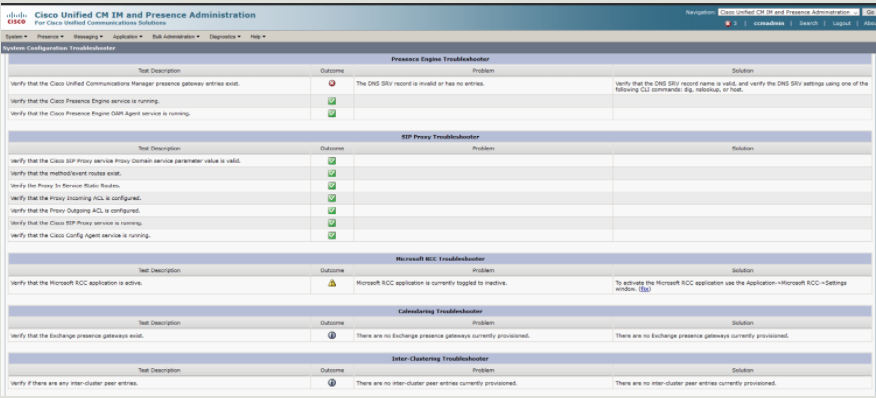 cisco
Cisco Unified CM IM and Presence Administration
For Cisco Unified Communications Solutions
Navigation: Cisco Unified CM IM and Presence Administration Go
3 | ccmadmin | Search | Logout | Abou
System Presence Messaging Application Bulk Administration Diagnostics Help
System Configuration Troubleshooter
Presence Engine Troubleshooter
Test Description Outcome Problem Solution
Verify that the Cisco Unified Communications Manager presence gateway entries exist. The DNS SRV record is invalid or has no entries. Verify that the DNS SRV record name is valid, and verify the DNS SRV settings using one of the
following CLI commands: dig, nslookup, or host.
Verify that the Cisco Presence Engine service is running.
Verify that the Cisco Presence Engine OAM Agent service is running.
SIP Proxy Troubleshooter
Test Description Outcome Problem Solution
Verify that the Cisco SIP Proxy service Proxy Domain service parameter value is valid.
Verify that the method/event routes exist.
Verify the Proxy In Service Static Routes.
Verify that the Proxy Incoming ACL is configured.
Verify that the Proxy Outgoing ACL is configured.
Verify that the Cisco SIP Proxy service is running.
Verify that the Cisco Config Agent service is running.
Microsoft RCC Troubleshooter
Test Description Outcome Problem Solution
Verify that the Microsoft RCC application is active. Microsoft RCC application is currently toggled to inactive. To activate the Microsoft RCC application use the Application->Microsoft RCC->Settings
window. (fix)
Calendaring Troubleshooter
Test Description Outcome Problem Solution
Verify that the Exchange presence gateways exist. There are no Exchange presence gateways currently provisioned. There are no Exchange presence gateways currently provisioned.
Inter-Clustering Troubleshooter
Test Description Outcome Problem Solution
Verify if there are any inter-cluster peer entries. There are no inter-cluster peer entries currently provisioned. There are no inter-cluster peer entries currently provisioned.